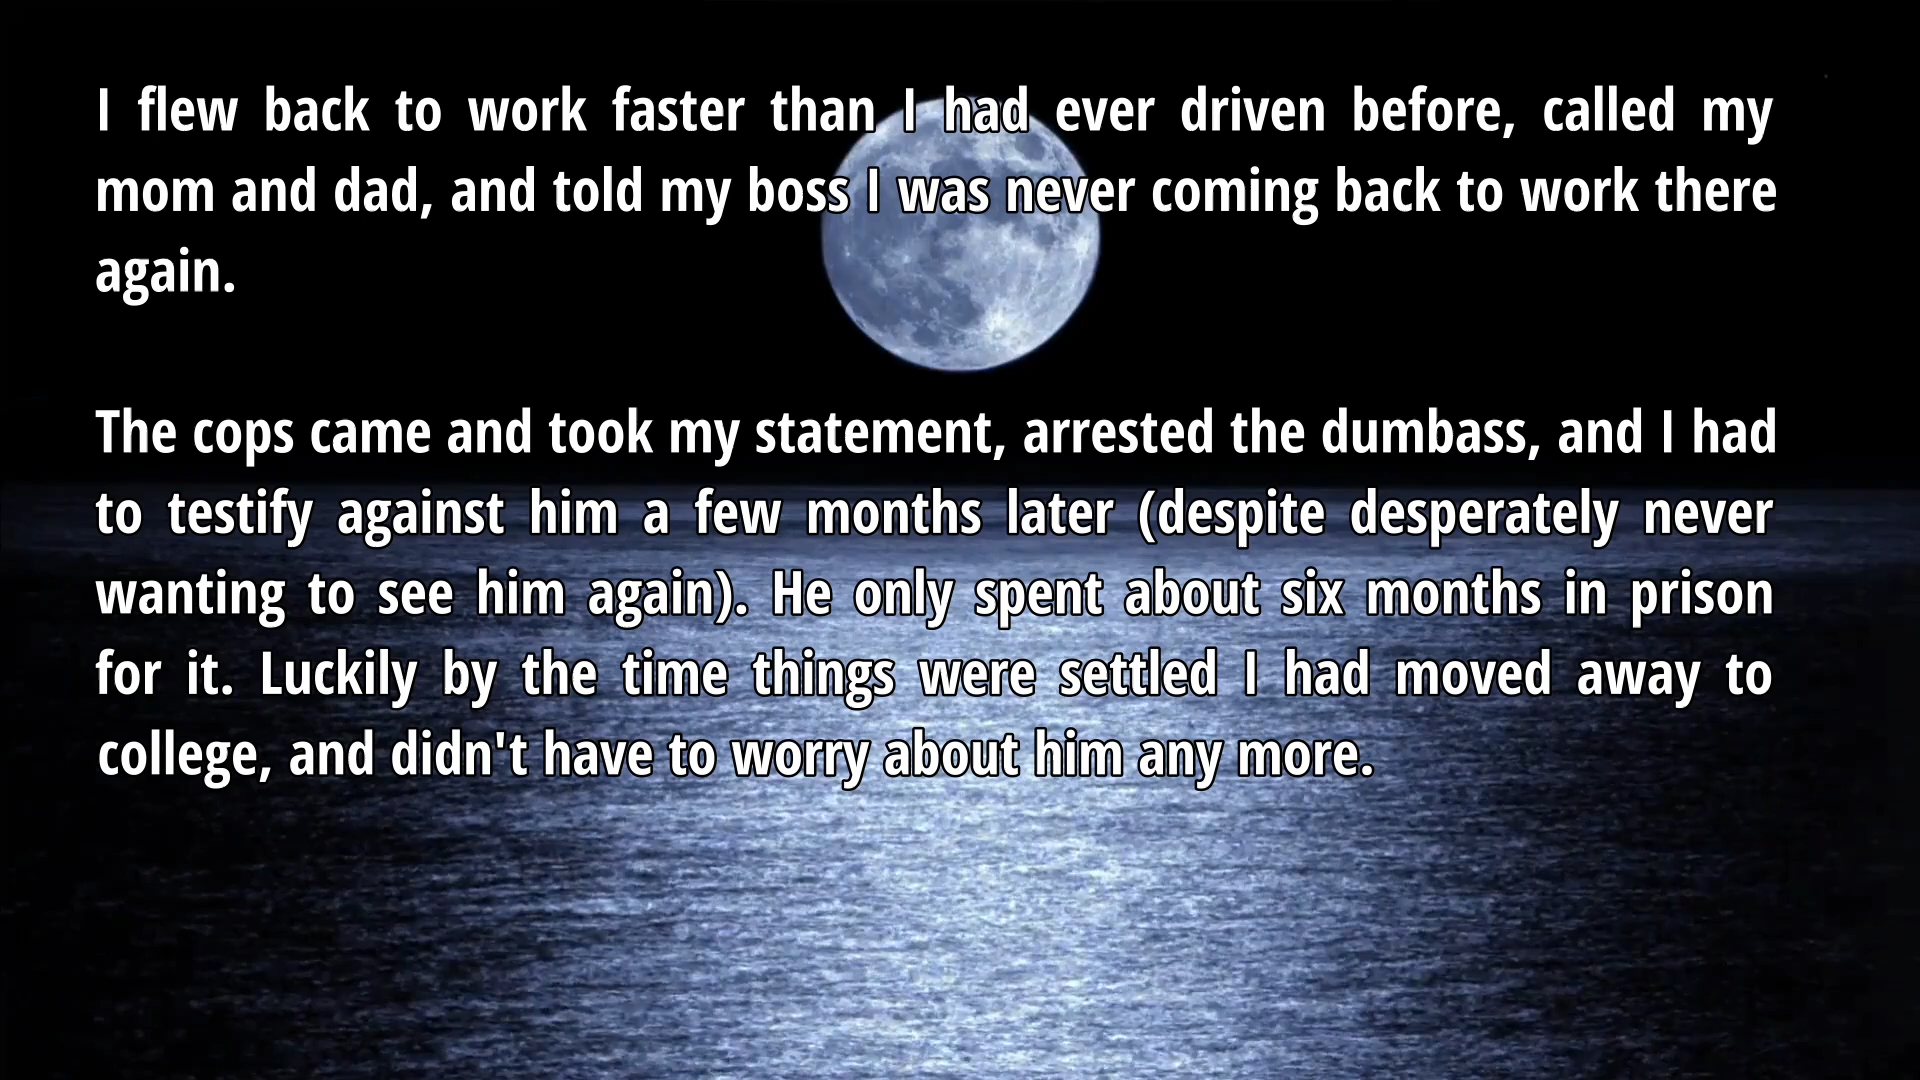 I flew back to work faster than I had ever driven before, called my
mom and dad, and told my boss I was never coming back to work there
again.
The cops came and took my statement, arrested the dumbass, and I had
to testify against him a few months later (despite desperately never
wanting to see him again). He only spent about six months in prison
for it. Luckily by the time things were settled I had moved away to
college, and didn't have to worry about him any more.